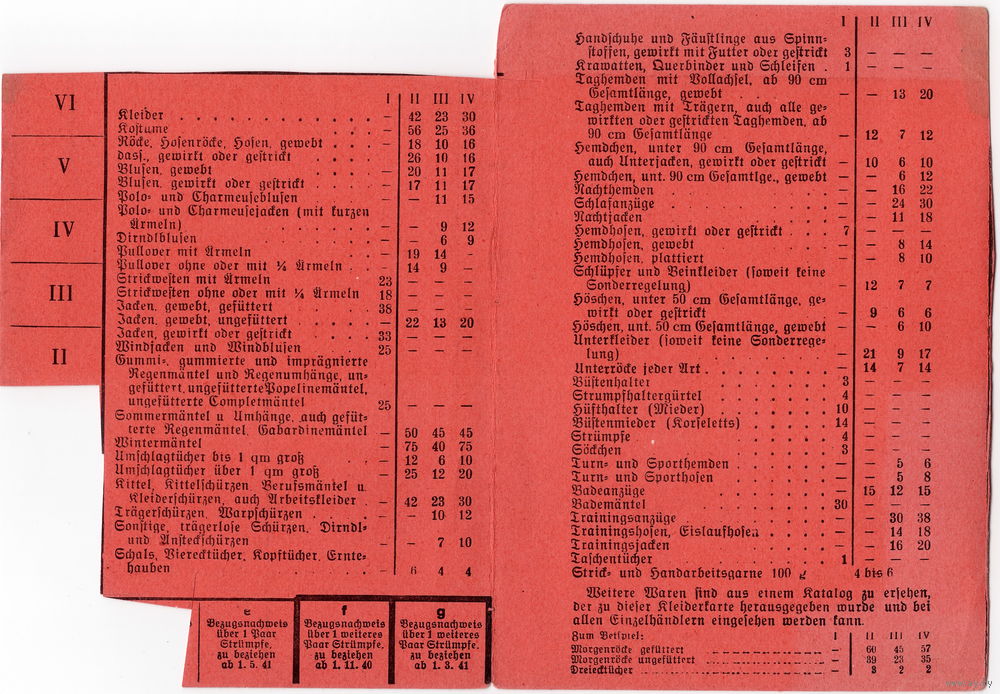 VI
V
IV
III
II
I II III IV
Kleider . . . . . . . . . . . . – 42 23 30
Kostüme . . . . . . . . . . . – 56 25 36
Röcke, Hosenröcke, Hosen, gewebt . . . – 18 10 16
dass., gewirkt oder gestrickt . . . . – 26 10 16
Blusen, gewebt . . . . . . . . – 20 11 17
Blusen, gewirkt oder gestrickt . . . . – 17 11 17
Polo- und Charmeuseblusen . . . . – – 11 15
Polo- und Charmeusejacken (mit kurzen
Ärmeln) . . . . . . . . . – – 9 12
Dirndlblusen . . . . . . . . – – 6 9
Pullover mit Ärmeln . . . . . . – 19 14 -
Pullover ohne oder mit ¼ Ärmeln . . – 14 9 –
Strickwesten mit Ärmeln 23 – – –
Strickwesten ohne oder mit ¼ Ärmeln 18 – – –
Jacken, gewebt, gefüttert . . . . . 38 – – –
Jacken, gewebt, ungefüttert . . . . . – 22 13 20
Jacken, gewirkt oder gestrickt . . . . 33 – – –
Windjacken und Windblusen . . . . 25 – – –
Gummi-, gummierte und imprägnierte
Regenmäntel und Regenumhänge, un-
gefüttert, ungefütterte Popelinemäntel,
ungefütterte Completmäntel . . . . 25 – – –
Sommermäntel u. Umhänge, auch gefüt-
terte Regenmäntel, Gabardinemäntel – 50 45 45
Wintermäntel . . . . . . . . – 75 40 75
Umschlagtücher bis 1 qm groß . . . – 12 6 10
Umschlagtücher über 1 qm groß . . . – 25 12 20
Kittel, Kittelschürzen, Berufsmäntel u.
Kleiderschürzen, auch Arbeitskleider . – 42 23 30
Trägerschürzen, Warpschürzen . . . – – 10 12
Sonstige, trägerlose Schürzen, Dirndl-
und Ansteckschürzen . . . . . – – 7 10
Schals, Vierecktücher, Kopftücher, Ernte-
hauben . . . . . . . . . – 6 4 4
e
Bezugsnachweis
über 1 Paar
Strümpfe,
zu beziehen
ab 1. 5. 41
f
Bezugsnachweis
über 1 weiteres
Paar Strümpfe,
zu beziehen
ab 1. 11. 40
g
Bezugsnachweis
über 1 weiteres
Paar Strümpfe,
zu beziehen
ab 1. 3. 41
I II III IV
Handschuhe und Fäustlinge aus Spinn-
stoffen, gewirkt mit Futter oder gestrickt 3 – – –
Krawatten, Querbinder und Schleifen . 1 – – –
Taghemden mit Vollachsel, ab 90 cm
Gesamtlänge, gewebt . . . . . – – 13 20
Taghemden mit Trägern, auch alle ge-
wirkten oder gestrickten Taghemden, ab
90 cm Gesamtlänge . . . . . – 12 7 12
Hemdchen, unter 90 cm Gesamtlänge,
auch Unterjacken, gewirkt oder gestrickt – 10 6 10
Hemdchen, unt. 90 cm Gesamtlge., gewebt – – 6 12
Nachthemden . . . . . . . . – – 16 22
Schlafanzüge . . . . . . . . – – 24 30
Nachtjacken . . . . . . . . – – 11 18
Hemdhosen, gewirkt oder gestrickt . . . 7 – – –
Hemdhosen, gewebt . . . . . . – – 8 14
Hemdhosen, plattiert . . . . . . – – 8 10
Schlüpfer und Beinkleider (soweit keine
Sonderregelung) . . . . . . – 12 7 7
Höschen, unter 50 cm Gesamtlänge, ge-
wirkt oder gestrickt . . . . . – 9 6 6
Höschen, unt. 50 cm Gesamtlänge, gewebt – – 6 10
Unterkleider (soweit keine Sonderrege-
lung) . . . . . . . . . – 21 9 17
Unterröcke jeder Art . . . . . . – 14 7 14
Büstenhalter . . . . . . . . 3 – – –
Strumpfhaltergürtel . . . . . . 4 – – –
Hüfthalter (Mieder) . . . . . . 10 – – –
Büstenmieder (Korseletts) . . . . . 14 – – –
Strümpfe . . . . . . . . . 4 – – –
Söckchen . . . . . . . . . 3 – – –
Turn- und Sporthemden . . . . . – – 5 6
Turn- und Sporthosen . . . . . – – 5 8
Badeanzüge . . . . . . . . – 15 12 15
Bademäntel . . . . . . . . 30 – – –
Trainingsanzüge . . . . . . . – – 30 38
Trainingshosen, Eislaufhosen . . . . – – 14 18
Trainingsjacken . . . . . . . – – 16 20
Taschentücher . . . . . . . . 1 – – –
Strick- und Handarbeitsgarne 100 g 4 bis 6
Weitere Waren sind aus einem Katalog zu ersehen,
der zu dieser Kleiderkarte herausgegeben wurde und bei
allen Einzelhändlern eingesehen werden kann.
Zum Beispiel: I II III IV
Morgenröcke gefüttert – 60 45 57
Morgenröcke ungefüttert – 39 23 35
Dreiecktücher – 3 2 2